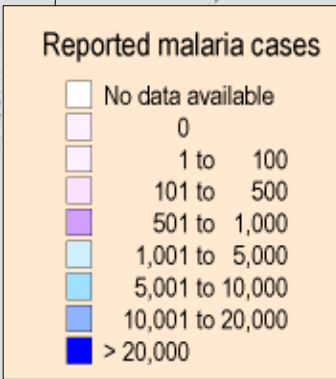 Reported malaria cases
No data available
0
1 to 100
101 to 500
501 to 1,000
1,001 to 5,000
5,001 to 10,000
10,001 to 20,000
> 20,000